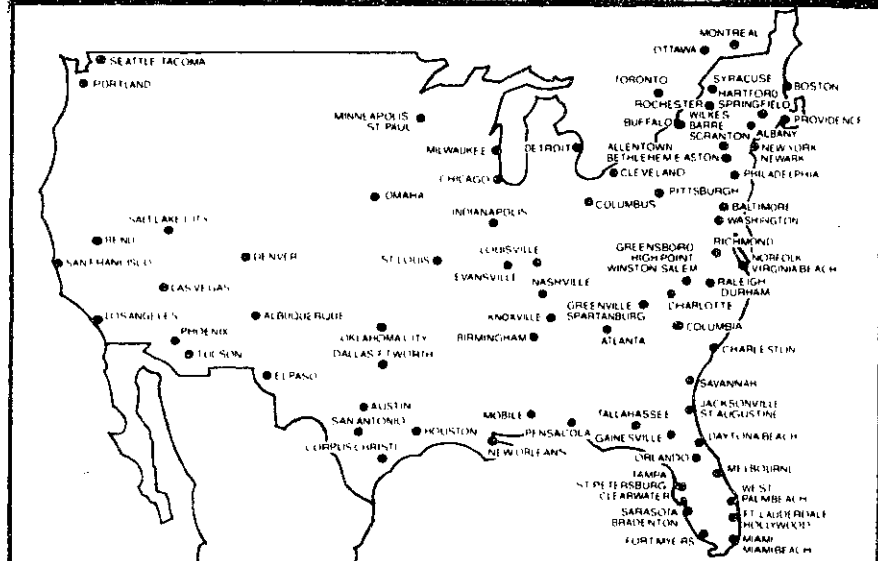 MONTREAL
OTTAWA
SEATTLE TACOMA
PORTLAND
TORONTO
SYRACUSE
HARTFORD
BOSTON
ROCHESTER
SPRINGFIELD
MINNEAPOLIS
ST. PAUL
BUFFALO
WILKES
BARRE
SCRANTON
ALBANY
PROVIDENCE
MILWAUKEE
DETROIT
ALLENTOWN
BETHLEHEM EASTON
NEW YORK
NEWARK
CHICAGO
CLEVELAND
PHILADELPHIA
OMAHA
PITTSBURGH
COLUMBUS
BALTIMORE
INDIANAPOLIS
WASHINGTON
SALT LAKE CITY
RENO
RICHMOND
DENVER
SAN FRANCISCO
ST. LOUIS
LOUISVILLE
EVANSVILLE
GREENSBORO
HIGH POINT
WINSTON SALEM
NORFOLK
VIRGINIA BEACH
LAS VEGAS
NASHVILLE
RALEIGH
DURHAM
LOS ANGELES
ALBUQUERQUE
KNOXVILLE
GREENVILLE
SPARTANBURG
CHARLOTTE
PHOENIX
OKLAHOMA CITY
BIRMINGHAM
ATLANTA
COLUMBIA
TUCSON
DALLAS FT. WORTH
CHARLESTON
EL PASO
SAVANNAH
AUSTIN
SAN ANTONIO
HOUSTON
MOBILE
PENSACOLA
TALLAHASSEE
JACKSONVILLE
ST. AUGUSTINE
GAINESVILLE
DAYTONA BEACH
CORPUS CHRISTI
NEW ORLEANS
ORLANDO
MELBOURNE
TAMPA
ST. PETERSBURG
CLEARWATER
WEST
PALM BEACH
SARASOTA
BRADENTON
FT. LAUDERDALE
HOLLYWOOD
FORT MYERS
MIAMI
MIAMI BEACH